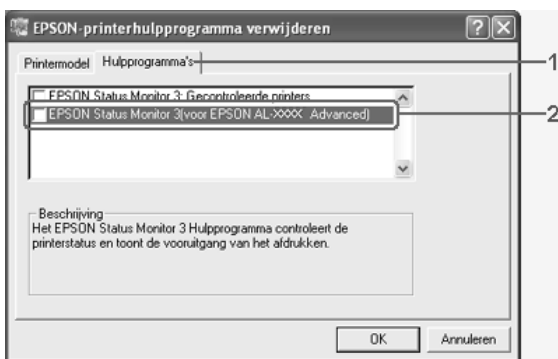 EPSON-printerhulpprogramma verwijderen
Printermodel Hulpprogramma's
1
EPSON Status Monitor 3: Gecontroleerde printers
EPSON Status Monitor 3(voor EPSON AL-XXXX Advanced)
2
Beschrijving
Het EPSON Status Monitor 3 Hulpprogramma controleert de
printerstatus en toont de vooruitgang van het afdrukken.
OK Annuleren